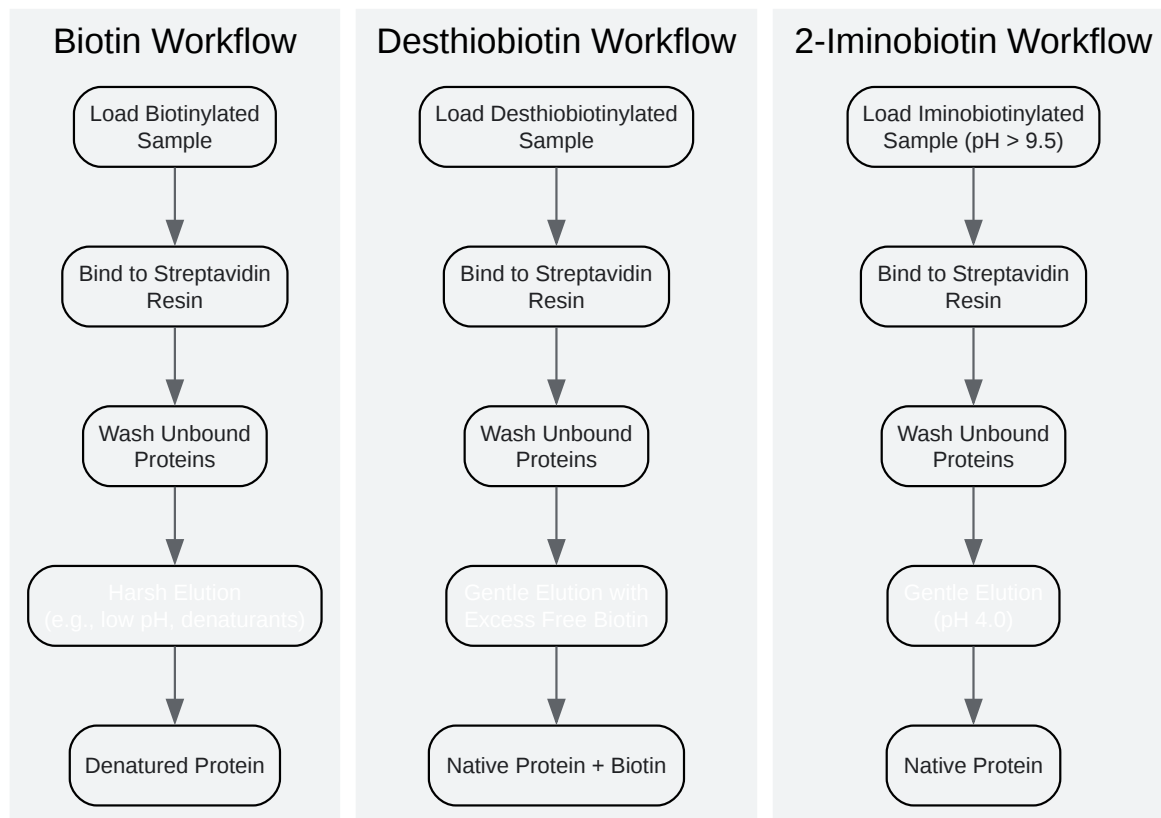 Biotin Workflow
Load Biotinylated
Sample
Bind to Streptavidin
Resin
Wash Unbound
Proteins
Harsh Elution
(e.g., low pH, denaturants)
Denatured Protein
Desthiobiotin Workflow
Load Desthiobiotinylated
Sample
Bind to Streptavidin
Resin
Wash Unbound
Proteins
Gentle Elution with
Excess Free Biotin
Native Protein + Biotin
2-Iminobiotin Workflow
Load Iminobiotinylated
Sample (pH > 9.5)
Bind to Streptavidin
Resin
Wash Unbound
Proteins
Gentle Elution
(pH 4.0)
Native Protein